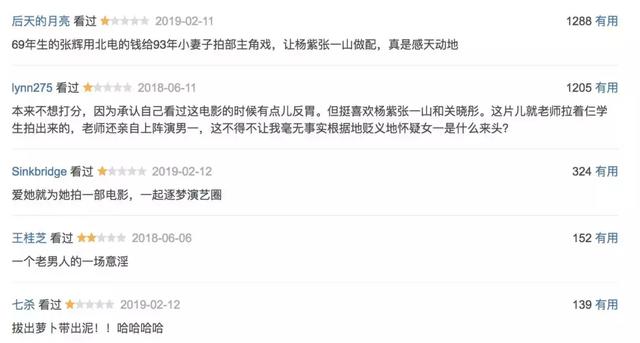 后天的月亮 看过 2019-02-11 1288 有用
69年生的张辉用北电的钱给93年小妻子拍部主角戏，让杨紫张一山做配，真是感天动地
lynn275 看过 2018-06-11 1205 有用
本来不想打分，因为承认自己看过这电影的时候有点儿反胃。但挺喜欢杨紫张一山和关晓彤。这片儿就老师拉着仨学
生拍出来的，老师还亲自上阵演男一，这不得不让我毫无事实根据地贬义地怀疑女一是什么来头？
Sinkbridge 看过 2019-02-12 324 有用
爱她就为她拍一部电影，一起逐梦演艺圈
王桂芝 看过 2018-06-06 152 有用
一个老男人的一场意淫
七杀 看过 2019-02-12 139 有用
拔出萝卜带出泥！！哈哈哈哈